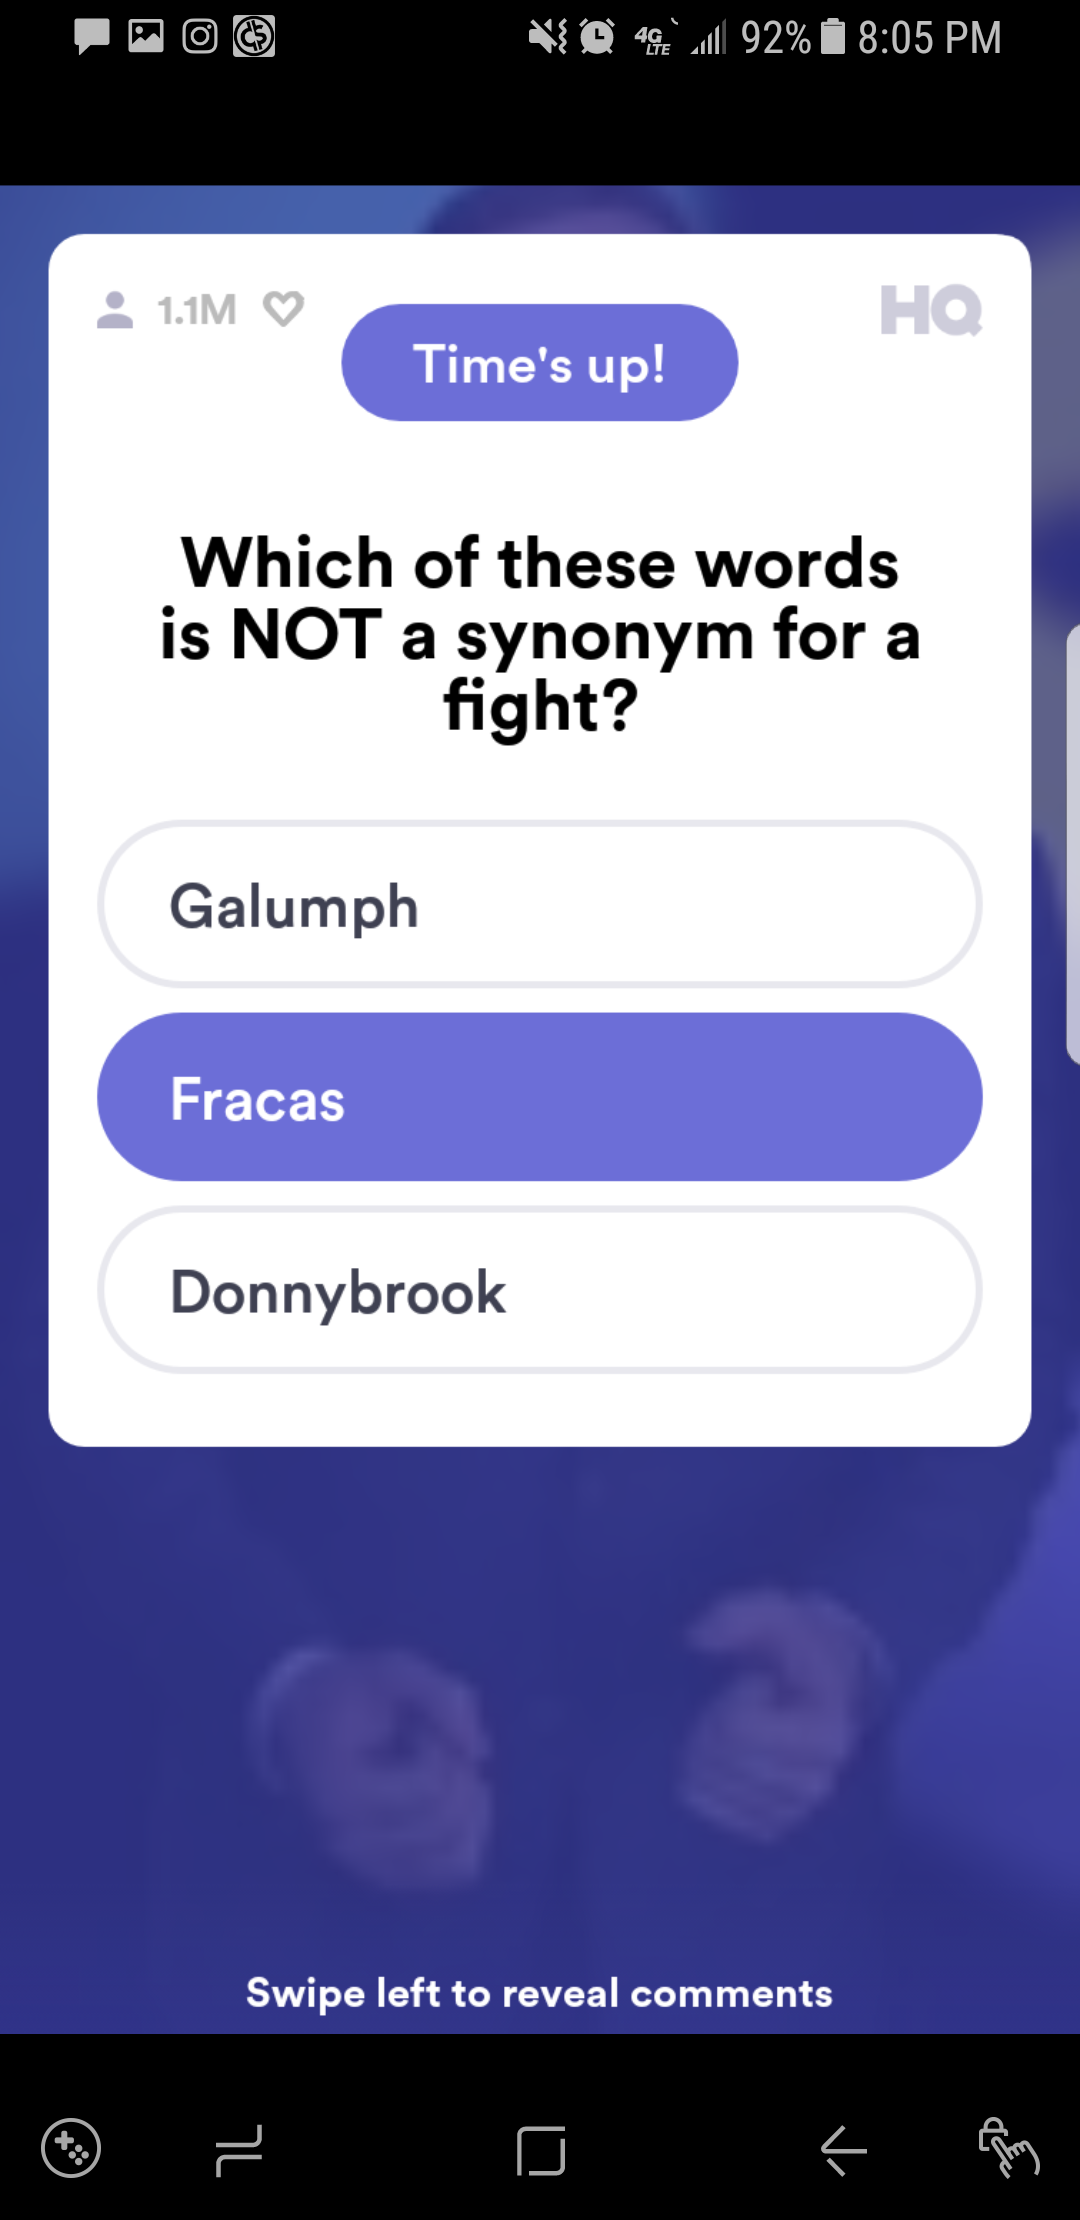 4G LTE 92% 8:05 PM
1.1M HQ
Time's up!
Which of these words
is NOT a synonym for a
fight?
Galumph
Fracas
Donnybrook
Swipe left to reveal comments